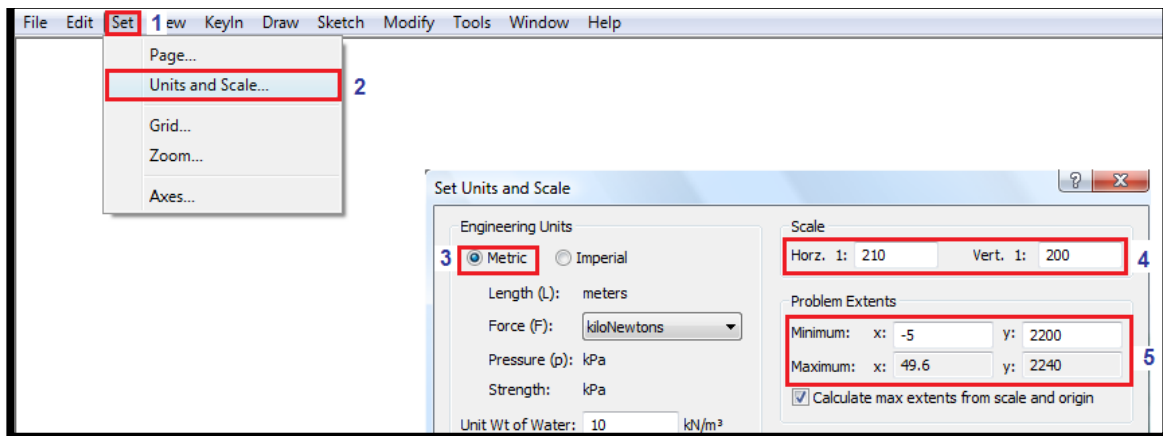 File Edit Set 1 ew KeyIn Draw Sketch Modify Tools Window Help
Page...
Units and Scale... 2
Grid...
Zoom...
Axes...
Set Units and Scale
Engineering Units
3 Metric Imperial
Length (L): meters
Force (F): kiloNewtons
Pressure (p): kPa
Strength: kPa
Unit Wt of Water: 10 kN/m³
Scale
Horz. 1: 210 Vert. 1: 200 4
Problem Extents
Minimum: x: -5 y: 2200
Maximum: x: 49.6 y: 2240 5
Calculate max extents from scale and origin